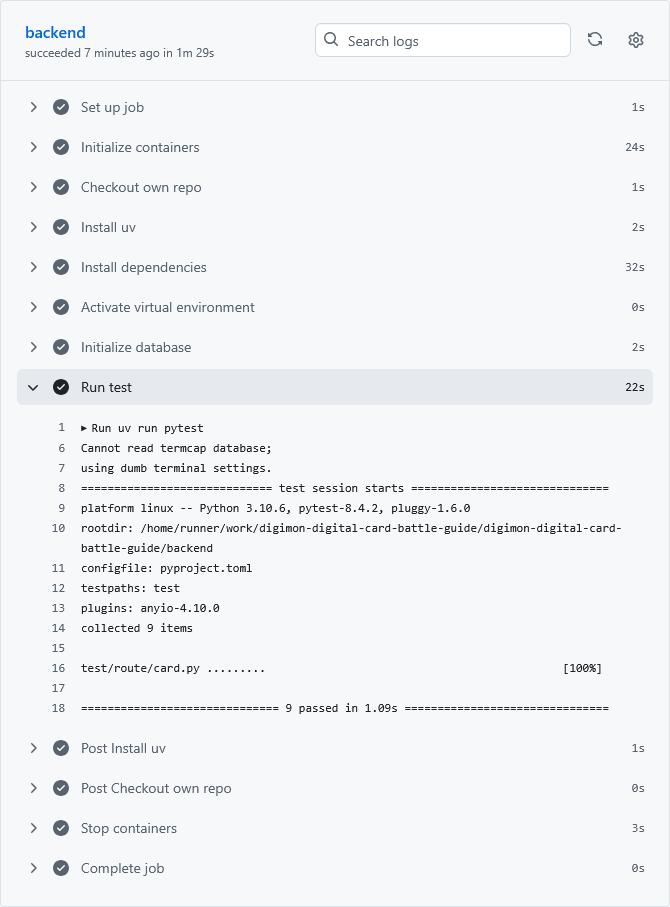 backend
succeeded 7 minutes ago in 1m 29s
Search logs
Set up job 1s
Initialize containers 24s
Checkout own repo 1s
Install uv 2s
Install dependencies 32s
Activate virtual environment 0s
Initialize database 2s
Run test 22s
1 ▶ Run uv run pytest
6 Cannot read termcap database;
7 using dumb terminal settings.
8 ============================= test session starts ==============================
9 platform linux -- Python 3.10.6, pytest-8.4.2, pluggy-1.6.0
10 rootdir: /home/runner/work/digimon-digital-card-battle-guide/digimon-digital-card-
battle-guide/backend
11 configfile: pyproject.toml
12 testpaths: test
13 plugins: anyio-4.10.0
14 collected 9 items
15
16 test/route/card.py ......... [100%]
17
18 ============================== 9 passed in 1.09s ===============================
Post Install uv 1s
Post Checkout own repo 0s
Stop containers 3s
Complete job 0s